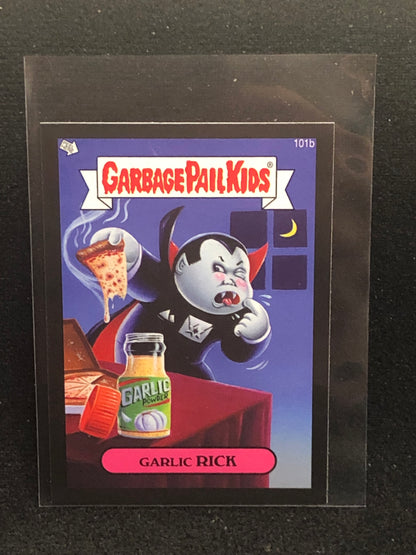 101b
GARBAGE PAIL KIDS®
GARLIC
POWDER
GARLIC RICK